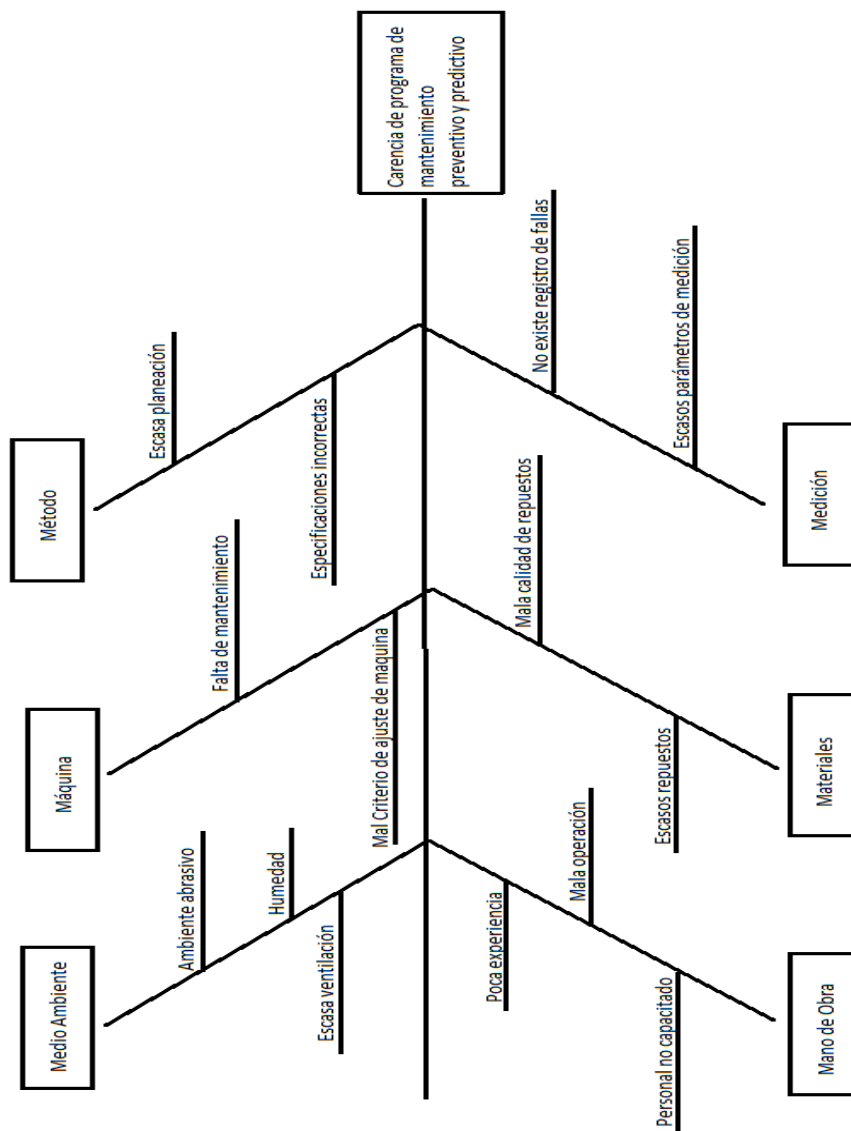 Medio Ambiente
Máquina
Método
Ambiente abrasivo
Humedad
Escasa ventilación
Falta de mantenimiento
Mal Criterio de ajuste de maquina
Escasa planeación
Especificaciones incorrectas
Carencia de programa de
mantenimiento
preventivo y predictivo
Poca experiencia
Mala operación
Personal no capacitado
Mala calidad de repuestos
Escasos repuestos
No existe registro de fallas
Escasos parámetros de medición
Mano de Obra
Materiales
Medición